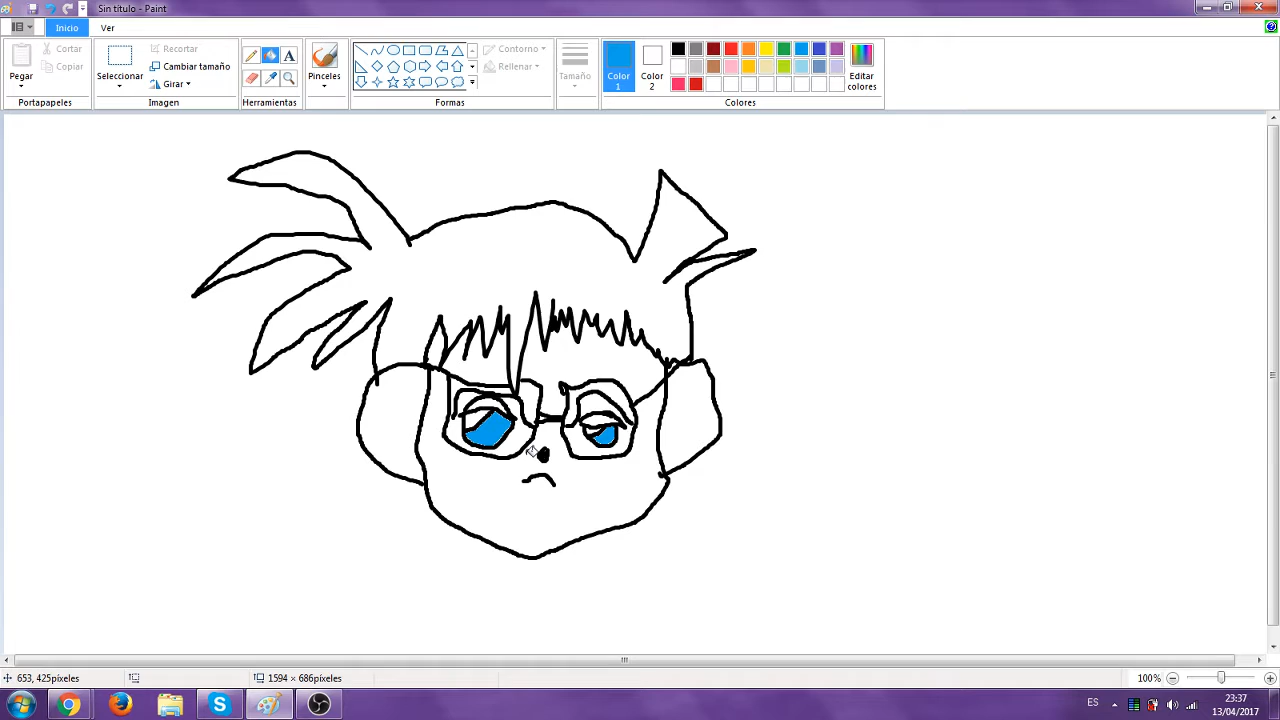 Sin título - Paint
Inicio Ver
Pegar
Cortar
Copiar
Portapapeles
Seleccionar
Recortar
Cambiar tamaño
Girar
Imagen
A
Herramientas
Pinceles
Contorno
Rellenar
Formas
Tamaño
Color
1
Color
2
Editar
colores
Colores
653, 425píxeles
1594 × 686píxeles
100%
ES
23:37
13/04/2017